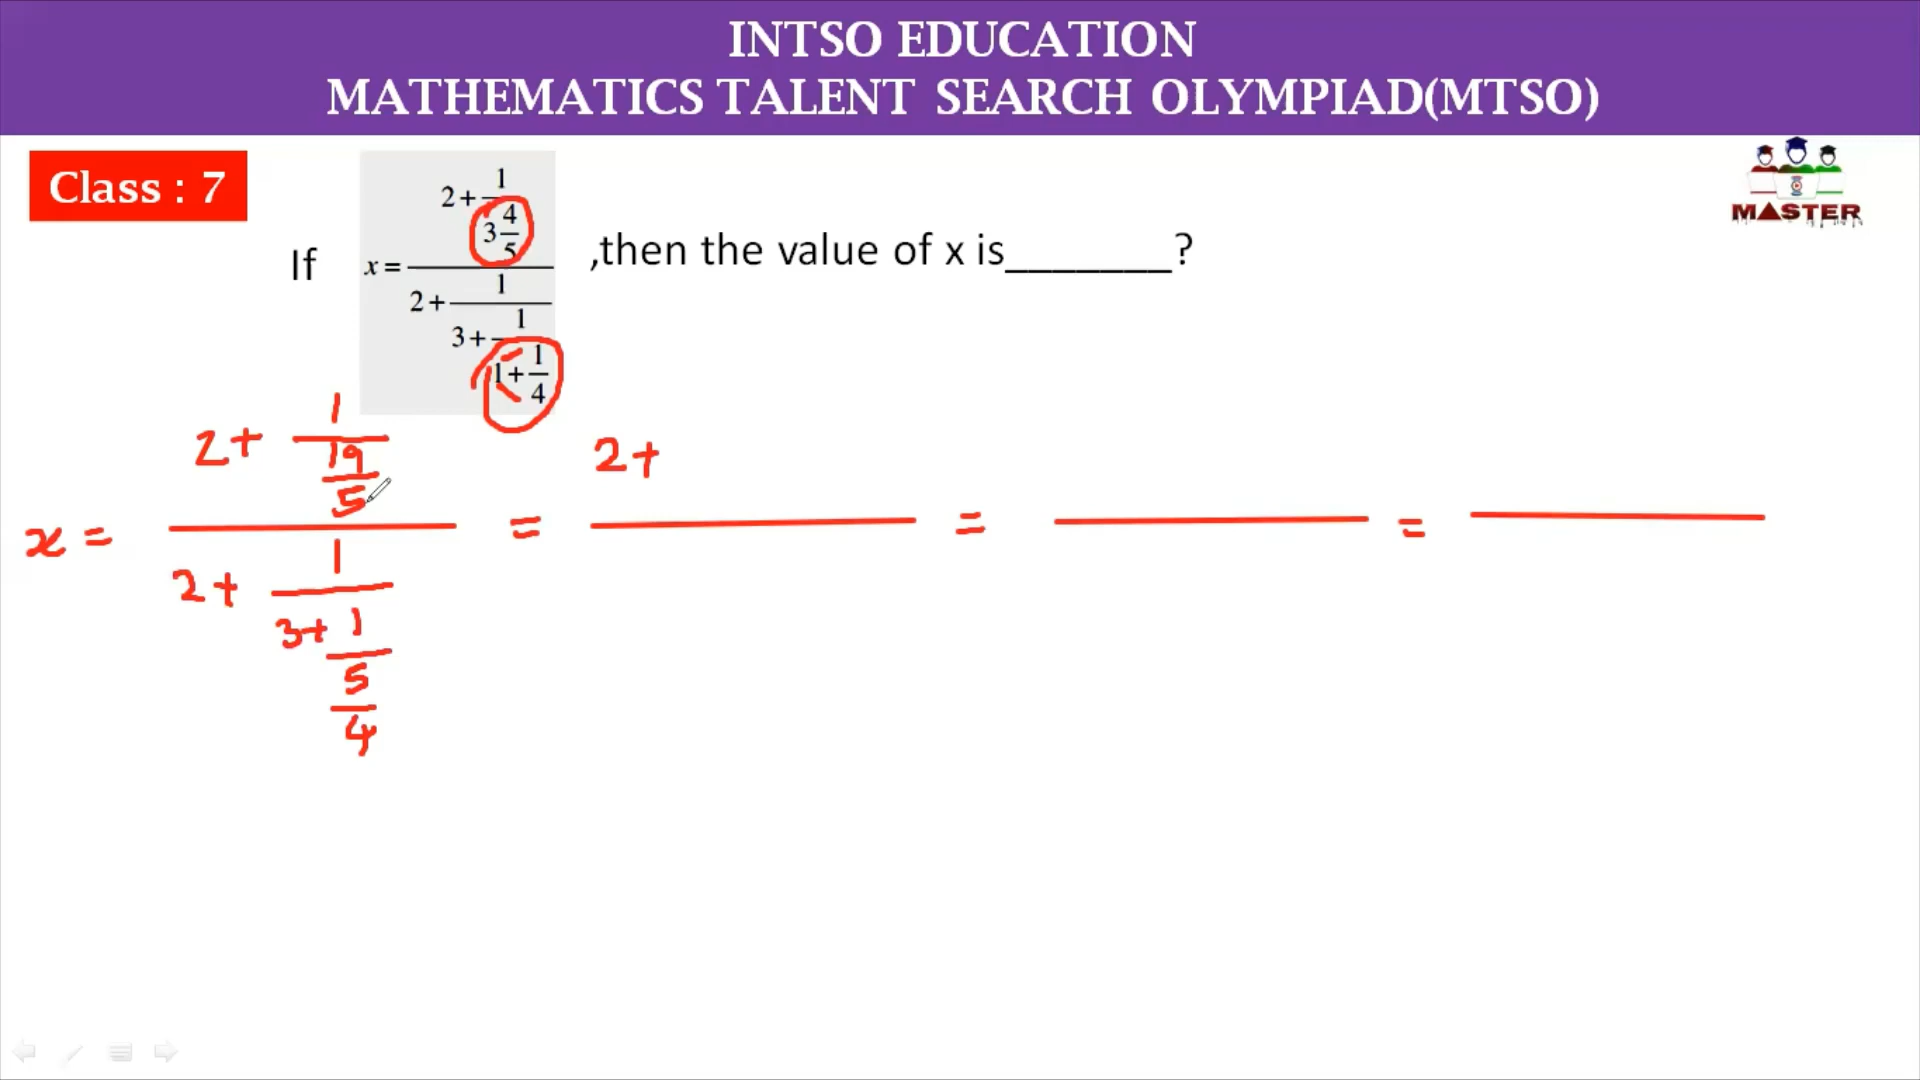 INTSO EDUCATION
MATHEMATICS TALENT SEARCH OLYMPIAD(MTSO)
Class : 7
MASTER
If x = (2 + 1/(3 4/5)) / (2 + 1/(3 + 1/(1 + 1/4))) ,then the value of x is_______?
x = (2 + 1/(19/5)) / (2 + 1/(3 + 1/(5/4))) = 2 + ― = ― = ―